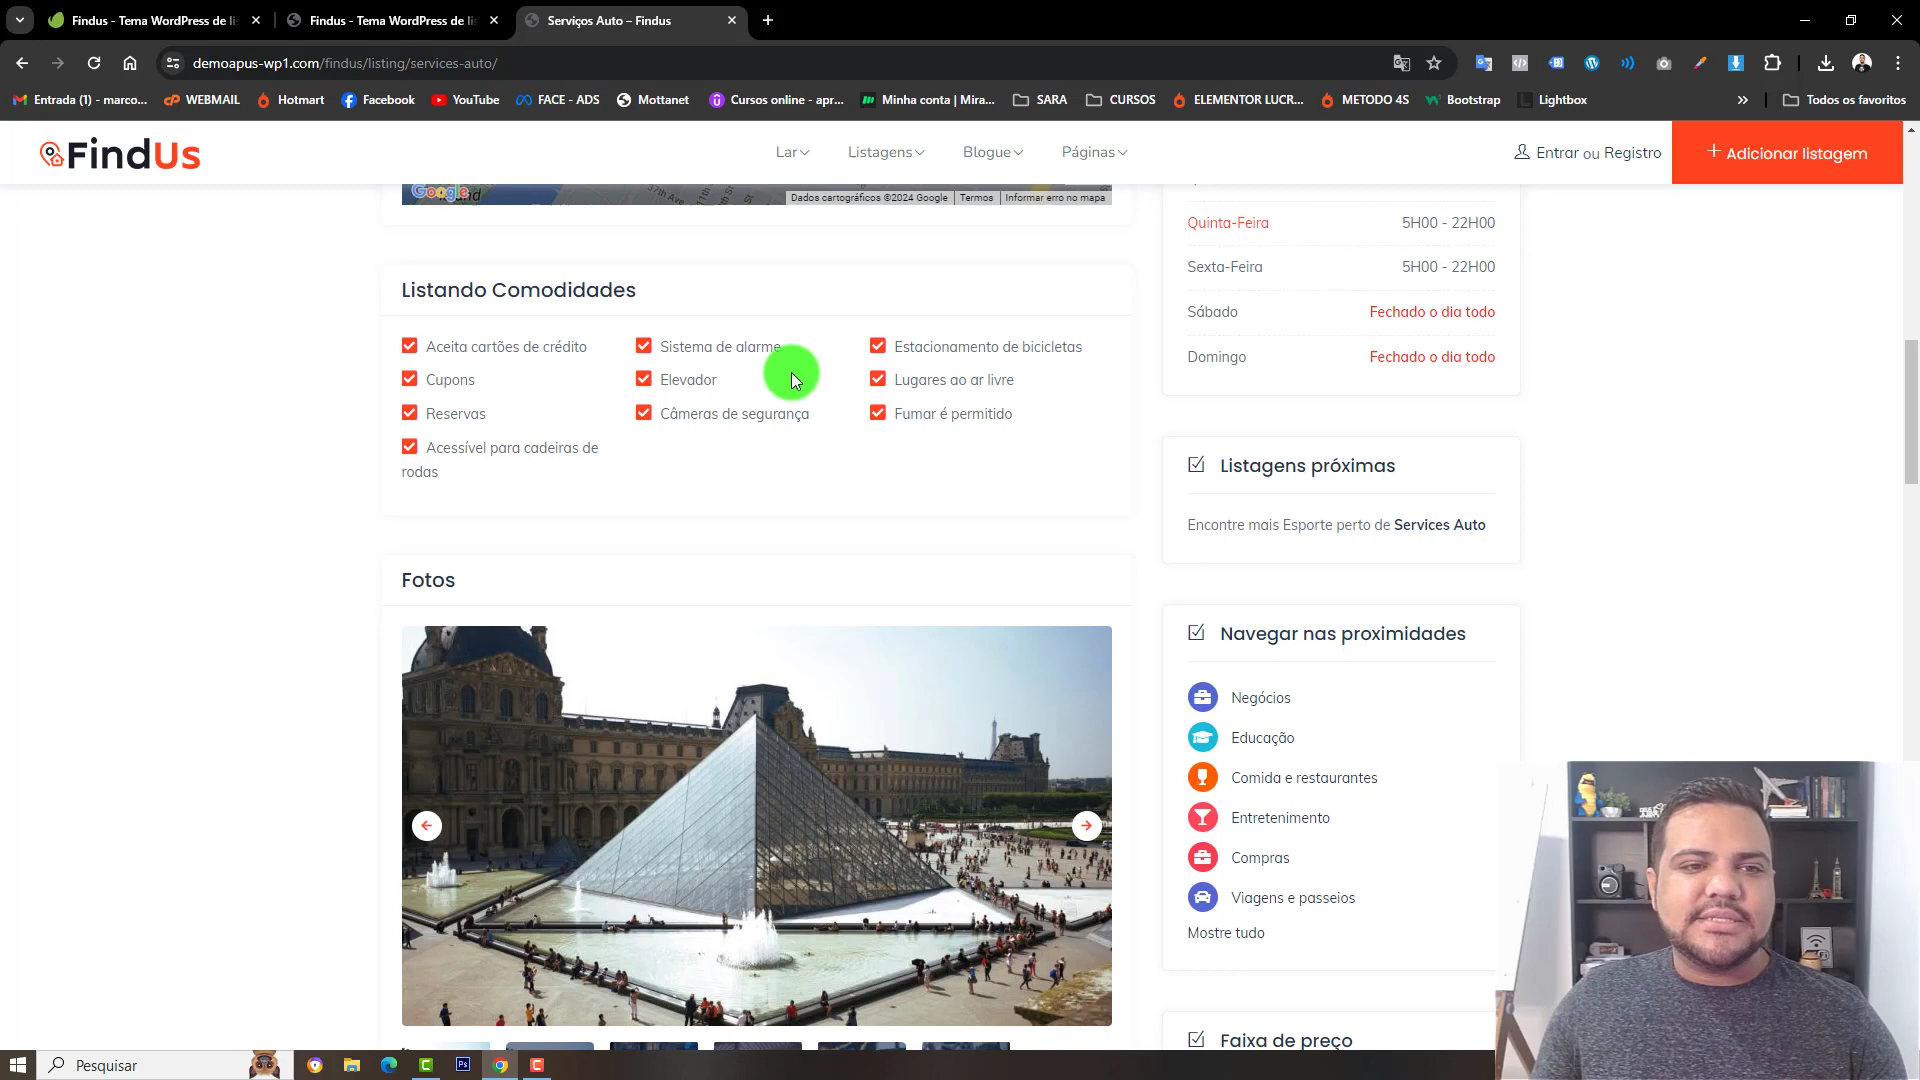 Findus - Tema WordPress de li
Findus - Tema WordPress de li
Serviços Auto – Findus
demoapus-wp1.com/findus/listing/services-auto/
Entrada (1) - marco...
WEBMAIL
Hotmart
Facebook
YouTube
FACE - ADS
Mottanet
Cursos online - apr...
Minha conta | Mira...
SARA
CURSOS
ELEMENTOR LUCR...
METODO 4S
Bootstrap
Lightbox
Todos os favoritos
FindUs
Lar
Listagens
Blogue
Páginas
Entrar ou Registro
Adicionar listagem
Google
37th Ave
Dados cartográficos ©2024 Google
Termos
Informar erro no mapa
Listando Comodidades
Aceita cartões de crédito
Sistema de alarme
Estacionamento de bicicletas
Cupons
Elevador
Lugares ao ar livre
Reservas
Câmeras de segurança
Fumar é permitido
Acessível para cadeiras de
rodas
Fotos
Quinta-Feira 5H00 - 22H00
Sexta-Feira 5H00 - 22H00
Sábado Fechado o dia todo
Domingo Fechado o dia todo
Listagens próximas
Encontre mais Esporte perto de Services Auto
Navegar nas proximidades
Negócios
Educação
Comida e restaurantes
Entretenimento
Compras
Viagens e passeios
Mostre tudo
Faixa de preço
Pesquisar